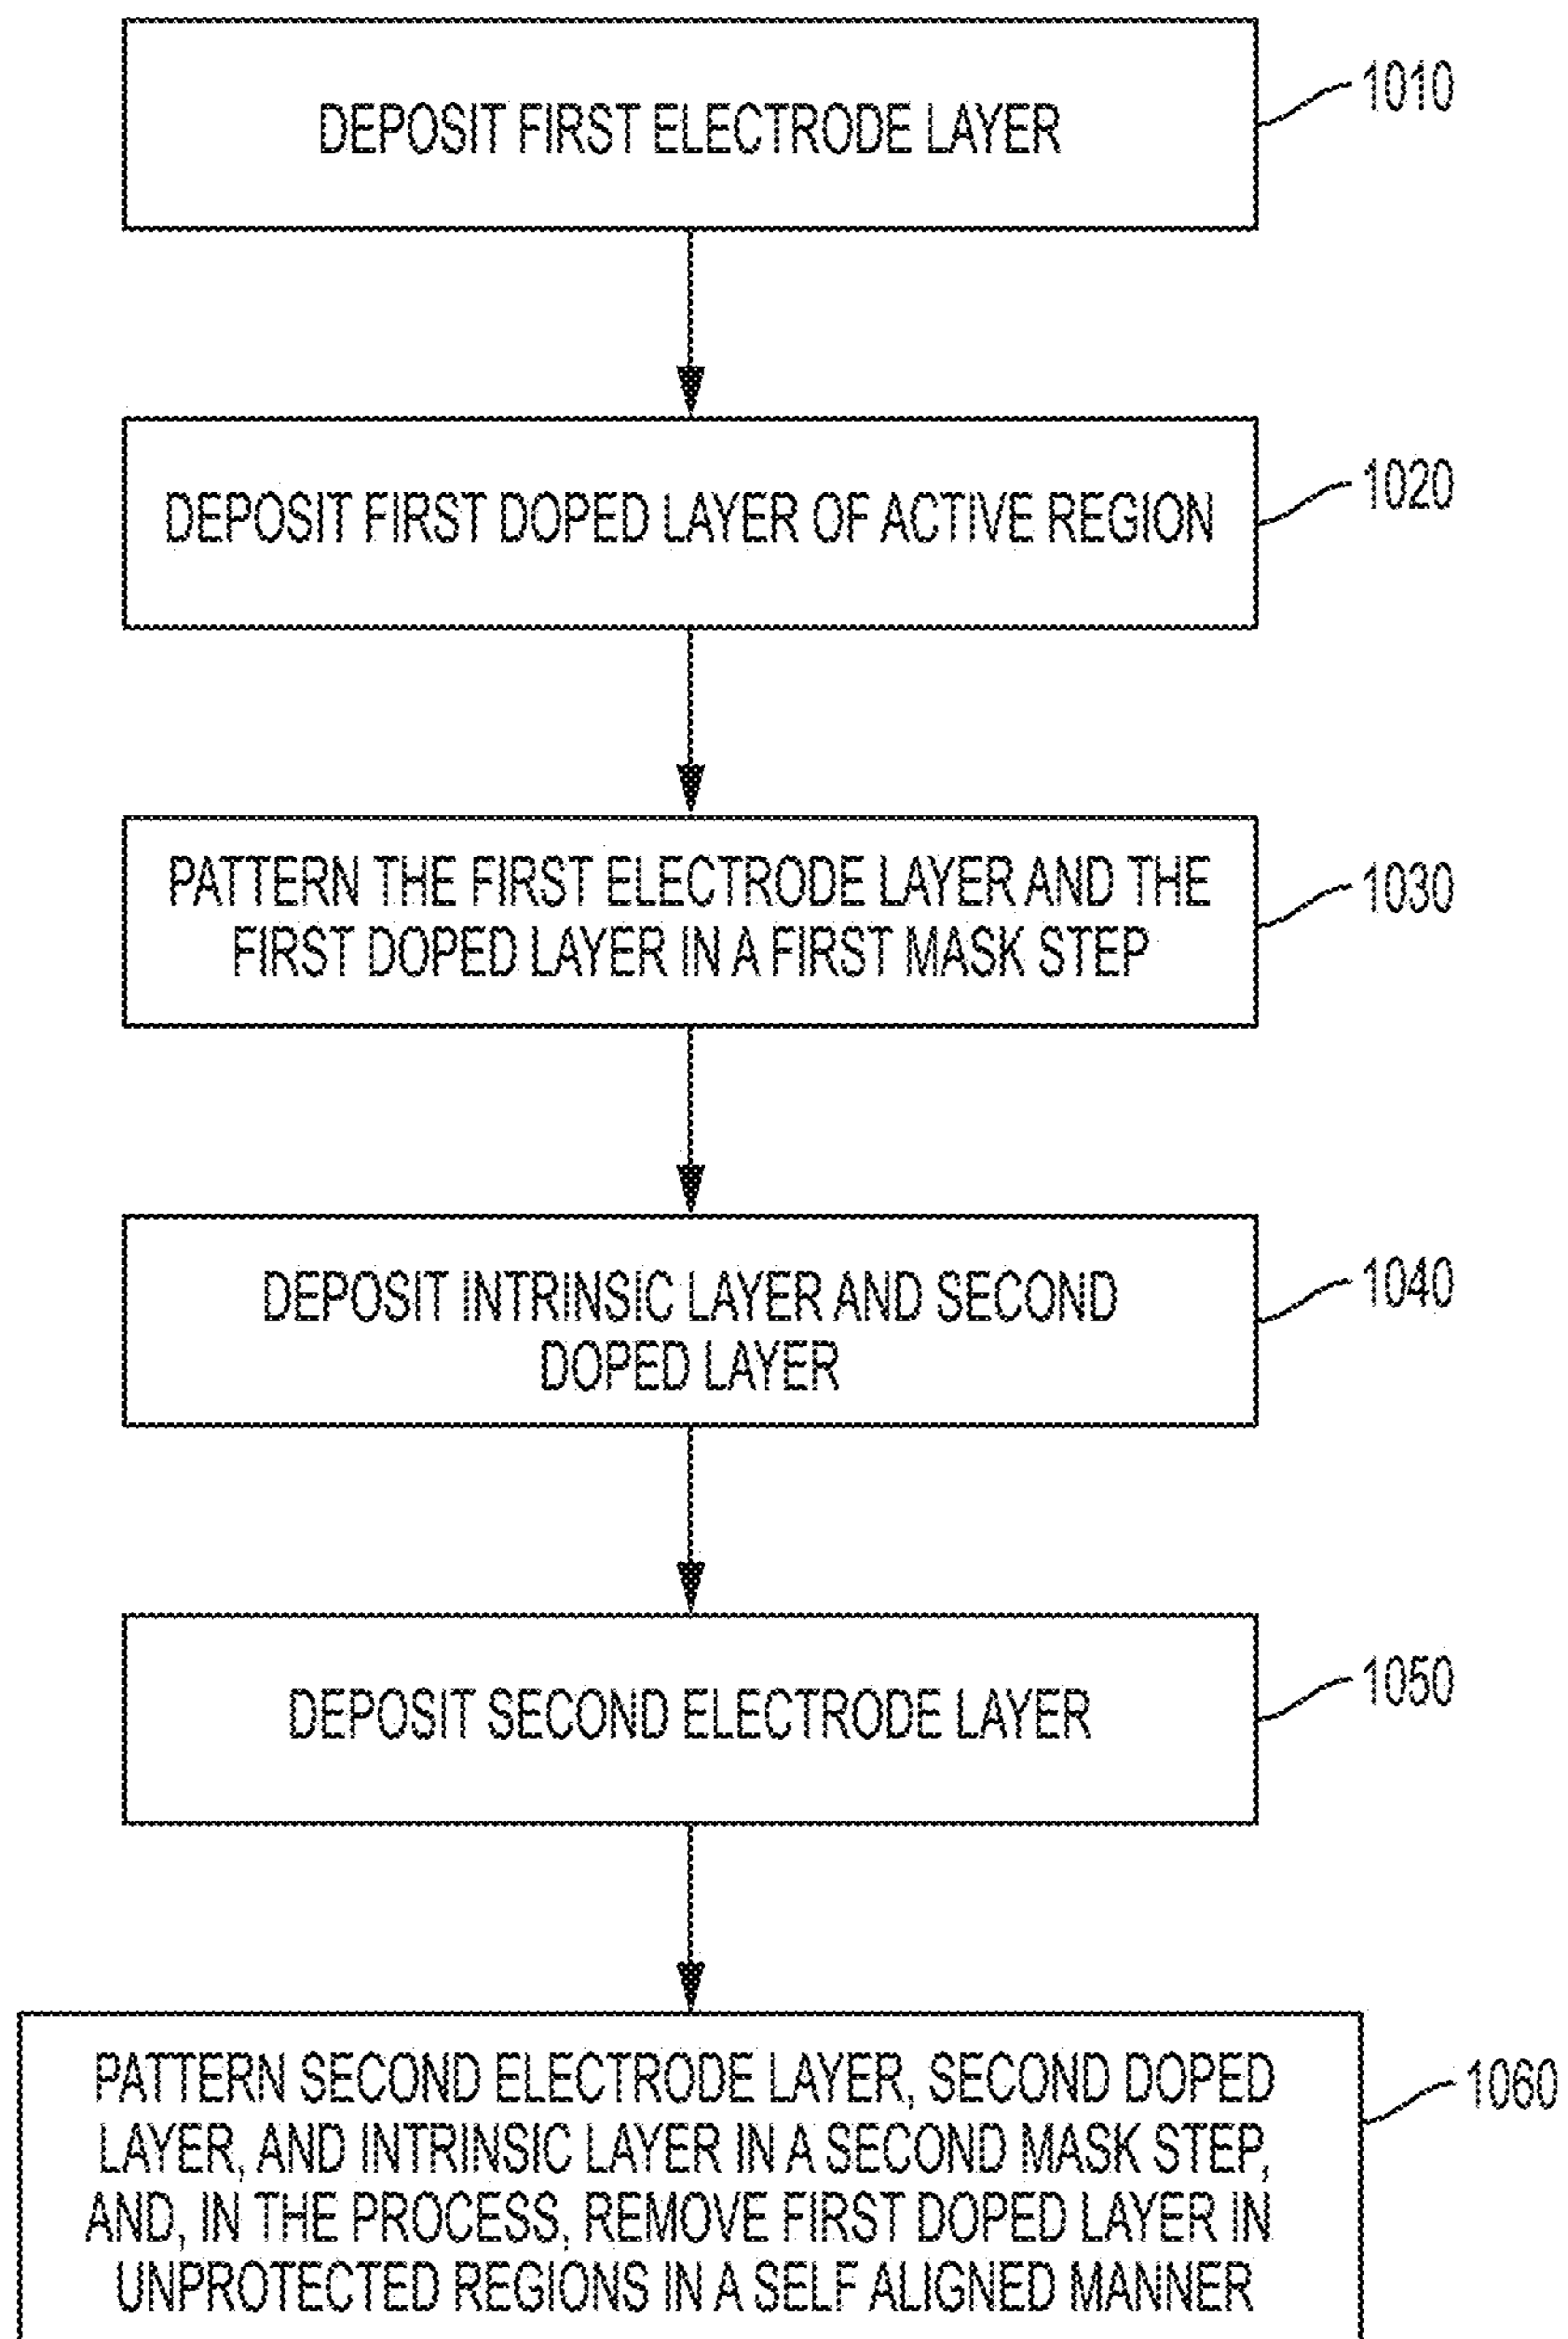 DEPOSIT FIRST ELECTRODE LAYER
1010
DEPOSIT FIRST DOPED LAYER OF ACTIVE REGION
1020
PATTERN THE FIRST ELECTRODE LAYER AND THE
FIRST DOPED LAYER IN A FIRST MASK STEP
1030
DEPOSIT INTRINSIC LAYER AND SECOND
DOPED LAYER
1040
DEPOSIT SECOND ELECTRODE LAYER
1050
PATTERN SECOND ELECTRODE LAYER, SECOND DOPED
LAYER, AND INTRINSIC LAYER IN A SECOND MASK STEP,
AND, IN THE PROCESS, REMOVE FIRST DOPED LAYER IN
UNPROTECTED REGIONS IN A SELF ALIGNED MANNER
1060